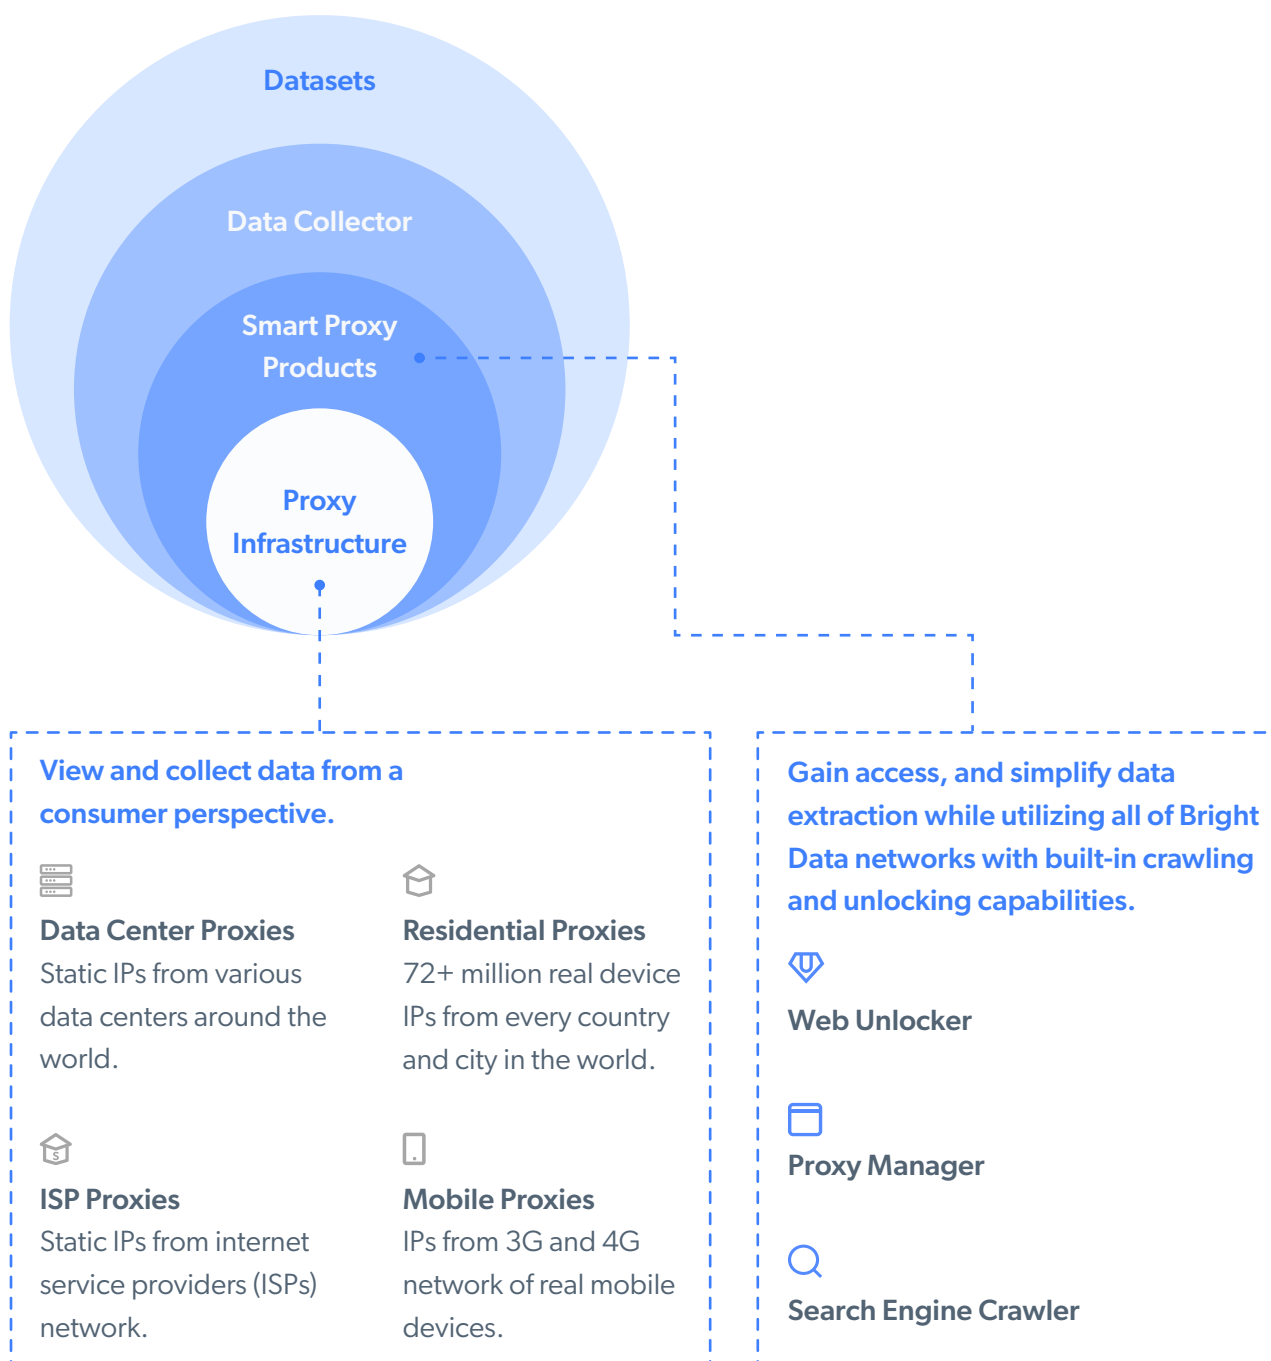 Datasets
Data Collector
Smart Proxy
Products
Proxy
Infrastructure
View and collect data from a
consumer perspective.
Data Center Proxies
Static IPs from various
data centers around the
world.
Residential Proxies
72+ million real device
IPs from every country
and city in the world.
ISP Proxies
Static IPs from internet
service providers (ISPs)
network.
Mobile Proxies
IPs from 3G and 4G
network of real mobile
devices.
Gain access, and simplify data
extraction while utilizing all of Bright
Data networks with built-in crawling
and unlocking capabilities.
Web Unlocker
Proxy Manager
Search Engine Crawler